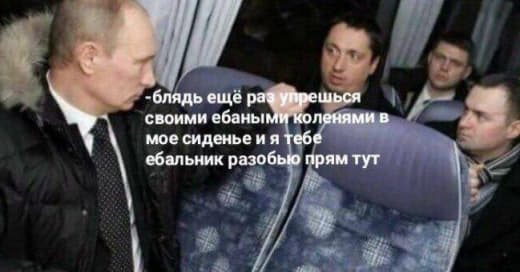 -блядь ещё раз упрешься
своими ебаными коленями в
мое сиденье и я тебе
ебальник разобью прям тут